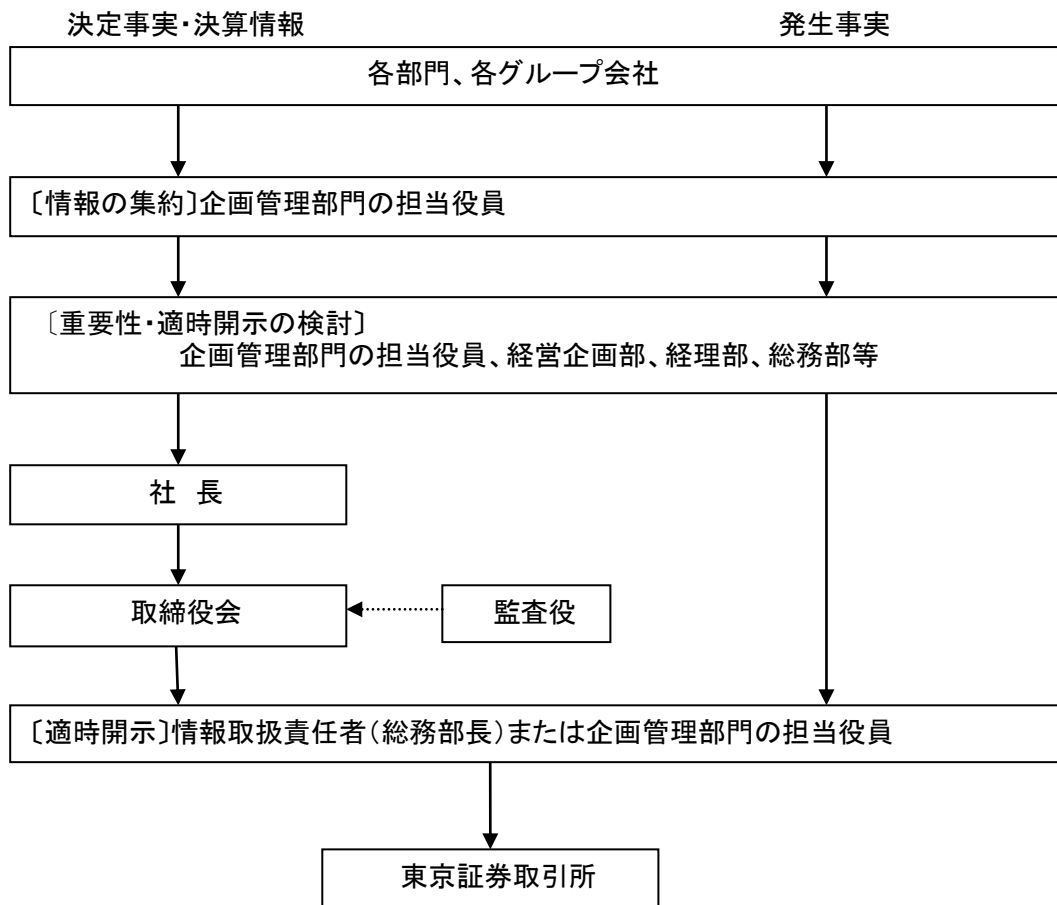 決定事実・決算情報
発生事実
各部門、各グループ会社
〔情報の集約〕企画管理部門の担当役員
〔重要性・適時開示の検討〕
企画管理部門の担当役員、経営企画部、経理部、総務部等
社 長
取締役会
監査役
〔適時開示〕情報取扱責任者(総務部長)または企画管理部門の担当役員
東京証券取引所